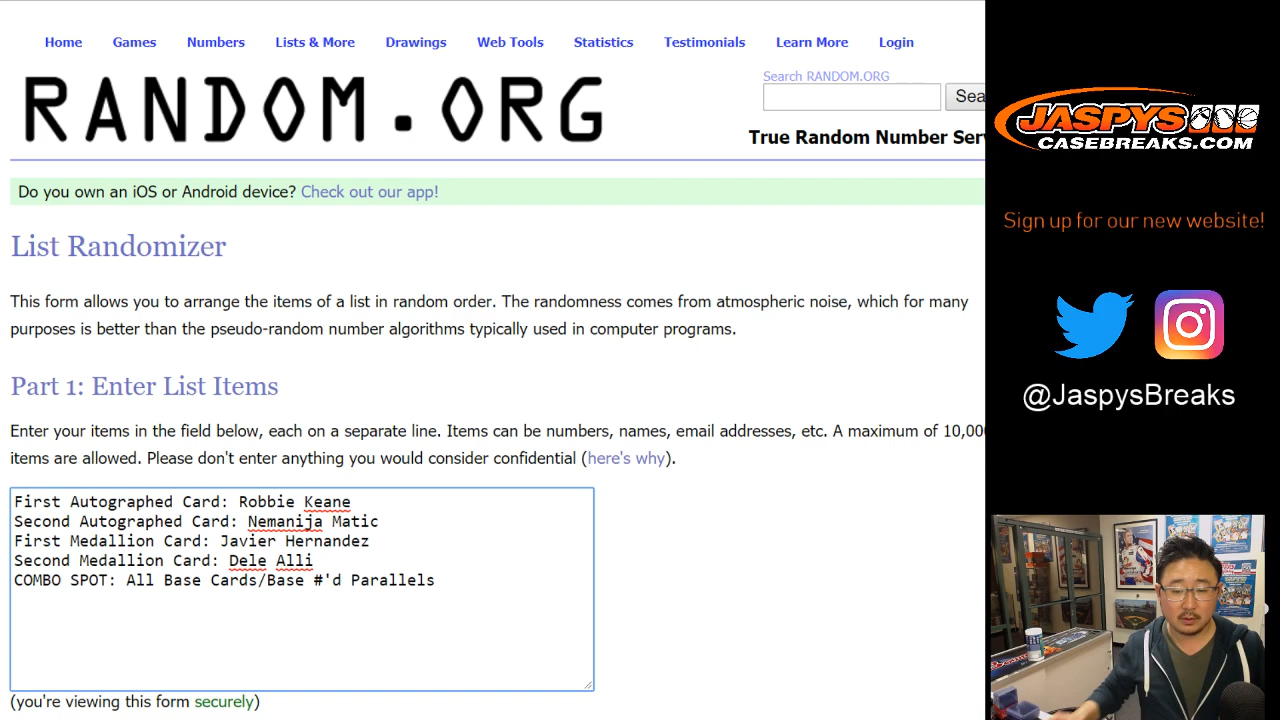 Home Games Numbers Lists & More Drawings Web Tools Statistics Testimonials Learn More Login
RANDOM.ORG
Search RANDOM.ORG
Sea
True Random Number Ser
Do you own an iOS or Android device? Check out our app!
List Randomizer
This form allows you to arrange the items of a list in random order. The randomness comes from atmospheric noise, which for many
purposes is better than the pseudo-random number algorithms typically used in computer programs.
Part 1: Enter List Items
Enter your items in the field below, each on a separate line. Items can be numbers, names, email addresses, etc. A maximum of 10,000
items are allowed. Please don't enter anything you would consider confidential (here's why).
First Autographed Card: Robbie Keane
Second Autographed Card: Nemanija Matic
First Medallion Card: Javier Hernandez
Second Medallion Card: Dele Alli
COMBO SPOT: All Base Cards/Base #'d Parallels
(you're viewing this form securely)
JASPYS
CASEBREAKS.COM
Sign up for our new website!
@JaspysBreaks